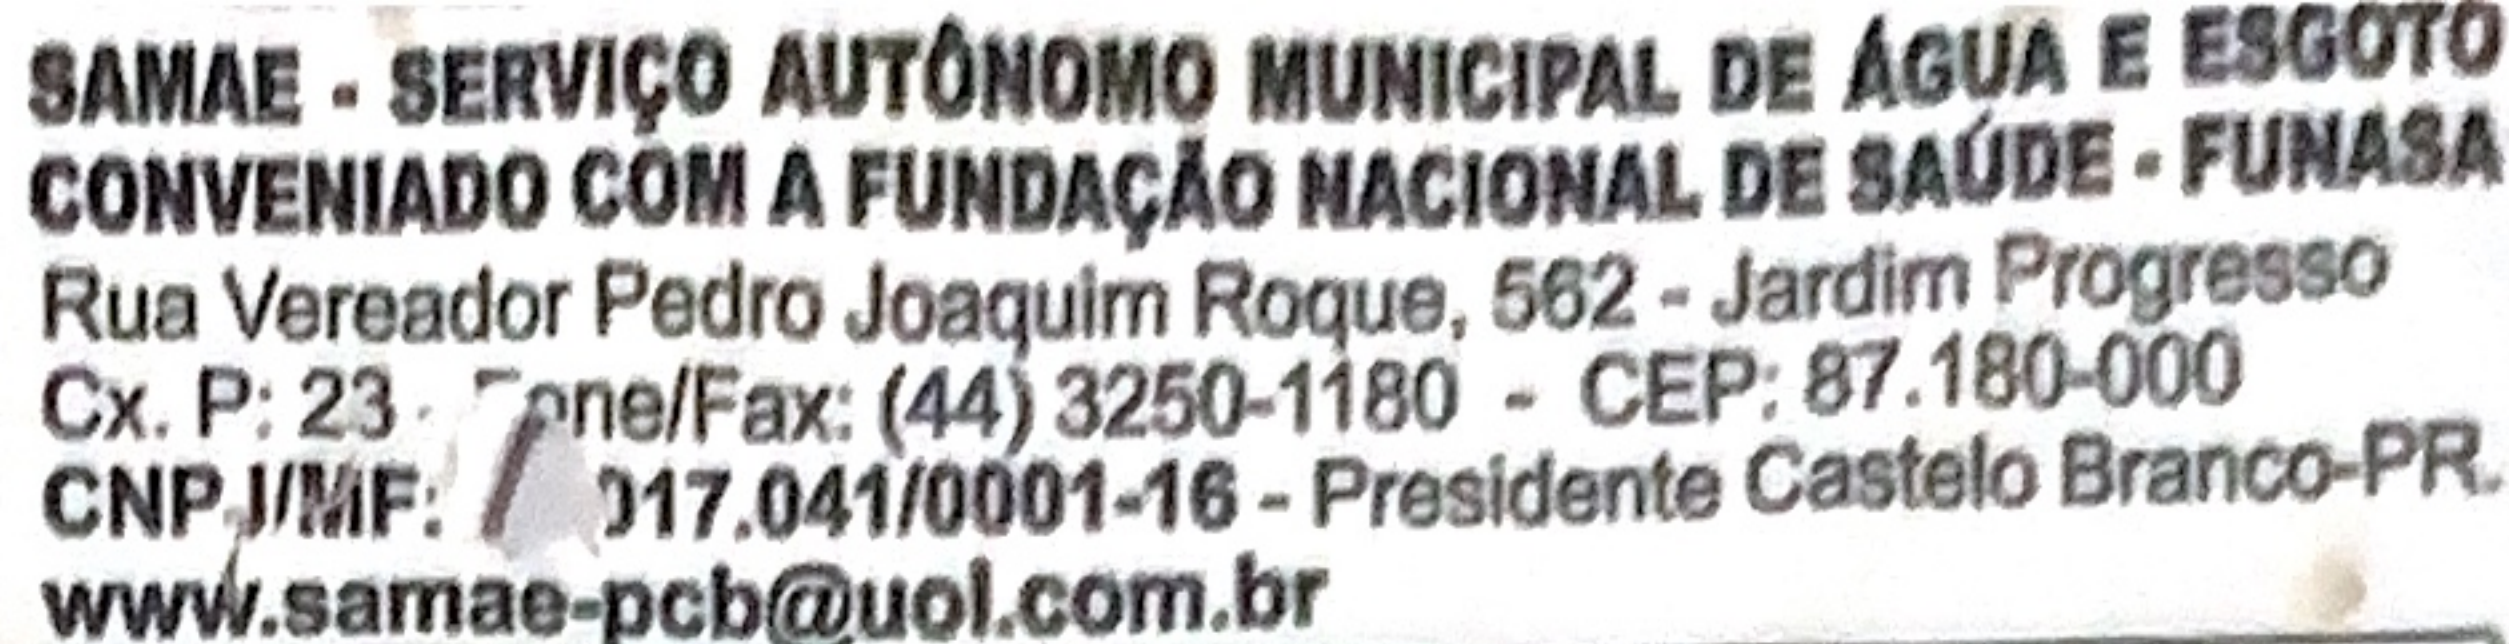 SAMAE - SERVIÇO AUTÔNOMO MUNICIPAL DE ÁGUA E ESGOTO
CONVENIADO COM A FUNDAÇÃO NACIONAL DE SAÚDE - FUNASA
Rua Vereador Pedro Joaquim Roque, 562 - Jardim Progresso
Cx. P: 23 - Fone/Fax: (44) 3250-1180 - CEP: 87.180-000
CNPJ/MF: 017.041/0001-16 - Presidente Castelo Branco-PR.
www.samae-pcb@uol.com.br